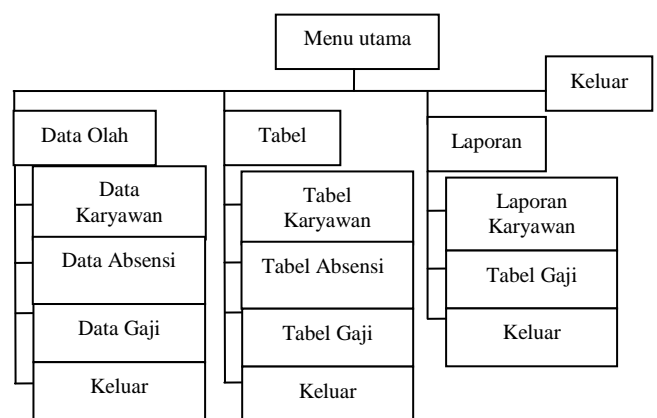 Menu utama
Keluar
Data Olah
Data
Karyawan
Data Absensi
Data Gaji
Keluar
Tabel
Tabel
Karyawan
Tabel Absensi
Tabel Gaji
Keluar
Laporan
Laporan
Karyawan
Tabel Gaji
Keluar